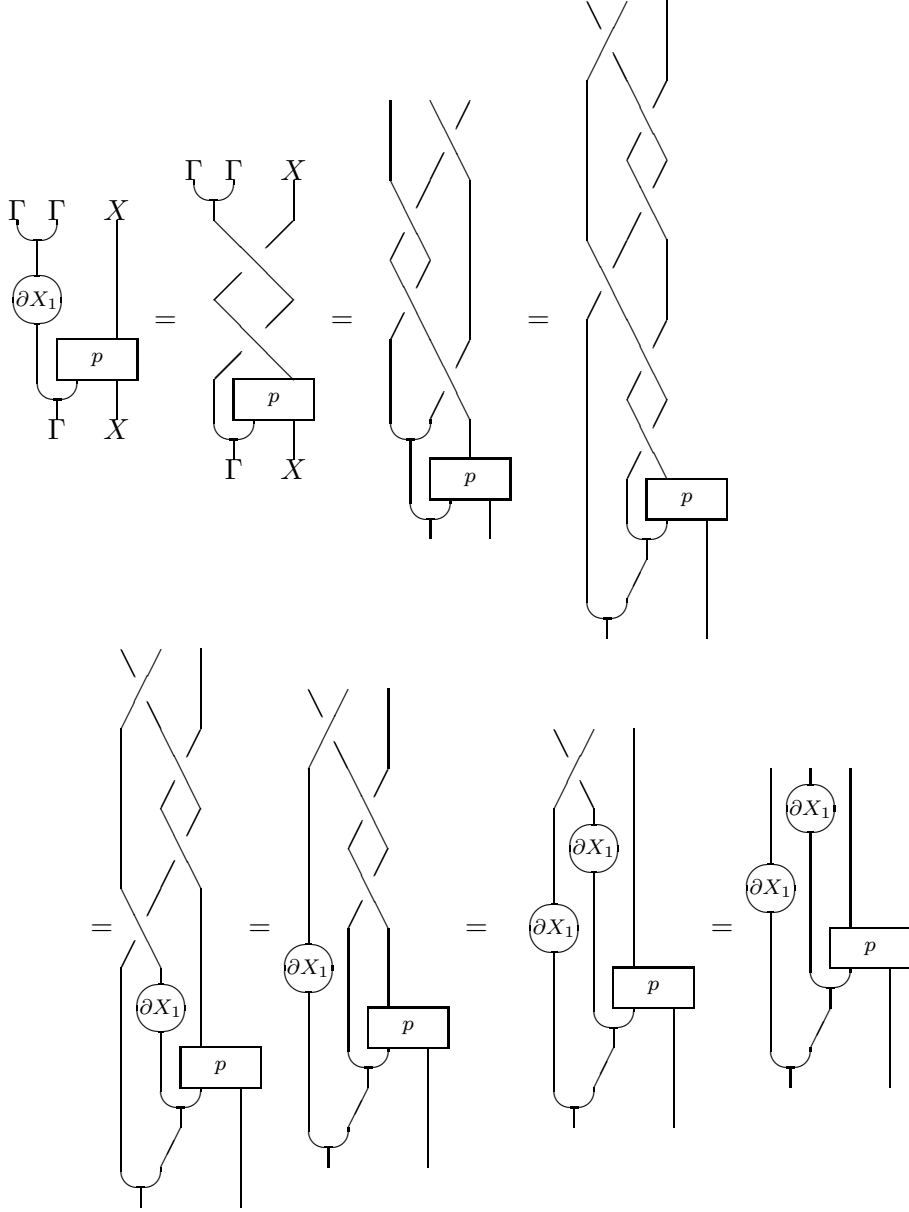 Γ Γ X
Γ Γ X
∂X₁
= = =
p
p
Γ X
Γ X
p
p
∂X₁
∂X₁
∂X₁
∂X₁
= = = =
∂X₁
∂X₁
p
p
p
p